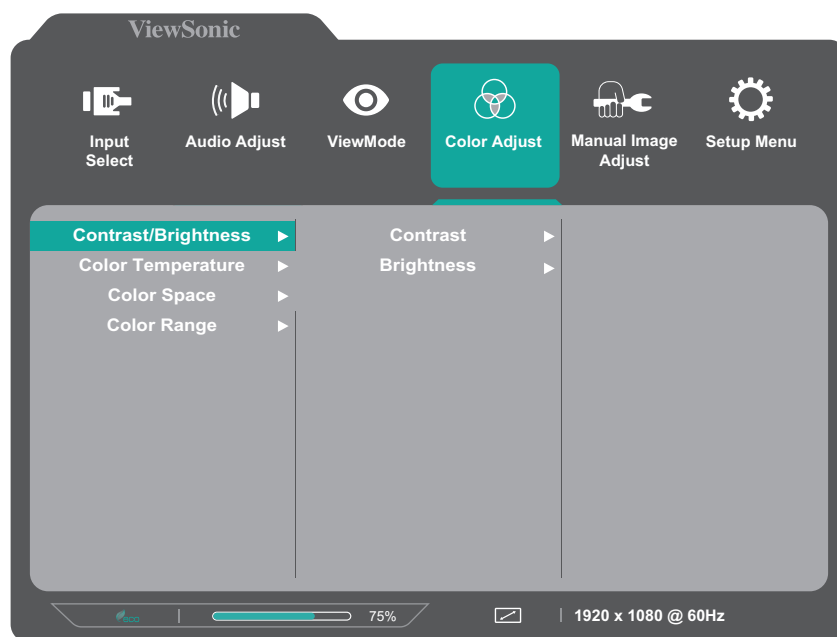 ViewSonic
Input Select
Audio Adjust
ViewMode
Color Adjust
Manual Image Adjust
Setup Menu
Contrast/Brightness
Contrast
Color Temperature
Brightness
Color Space
Color Range
eco
75%
1920 x 1080 @ 60Hz